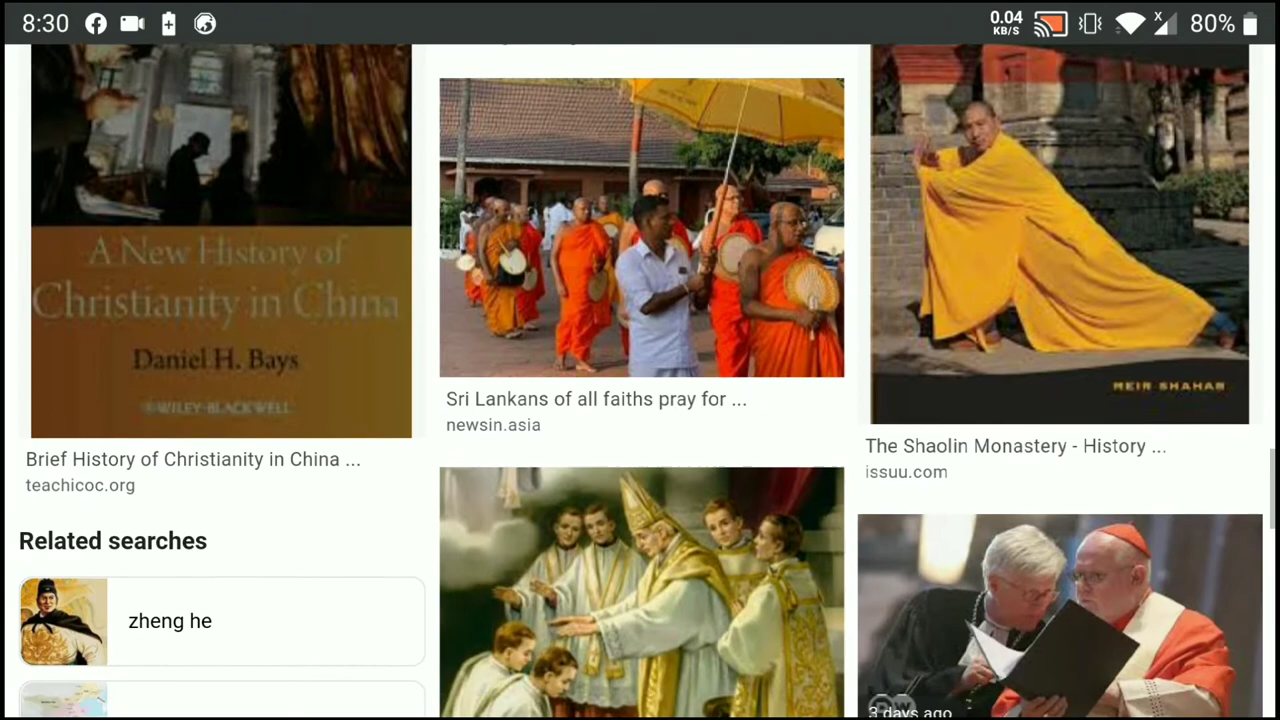 8:30
0.04
KB/S
X
80%
A New History of
Christianity in China
Daniel H. Bays
WILEY-BLACKWELL
Brief History of Christianity in China ...
teachicoc.org
Related searches
zheng he
Sri Lankans of all faiths pray for ...
newsin.asia
MEIR SHAHAR
The Shaolin Monastery - History ...
issuu.com
3 days ago